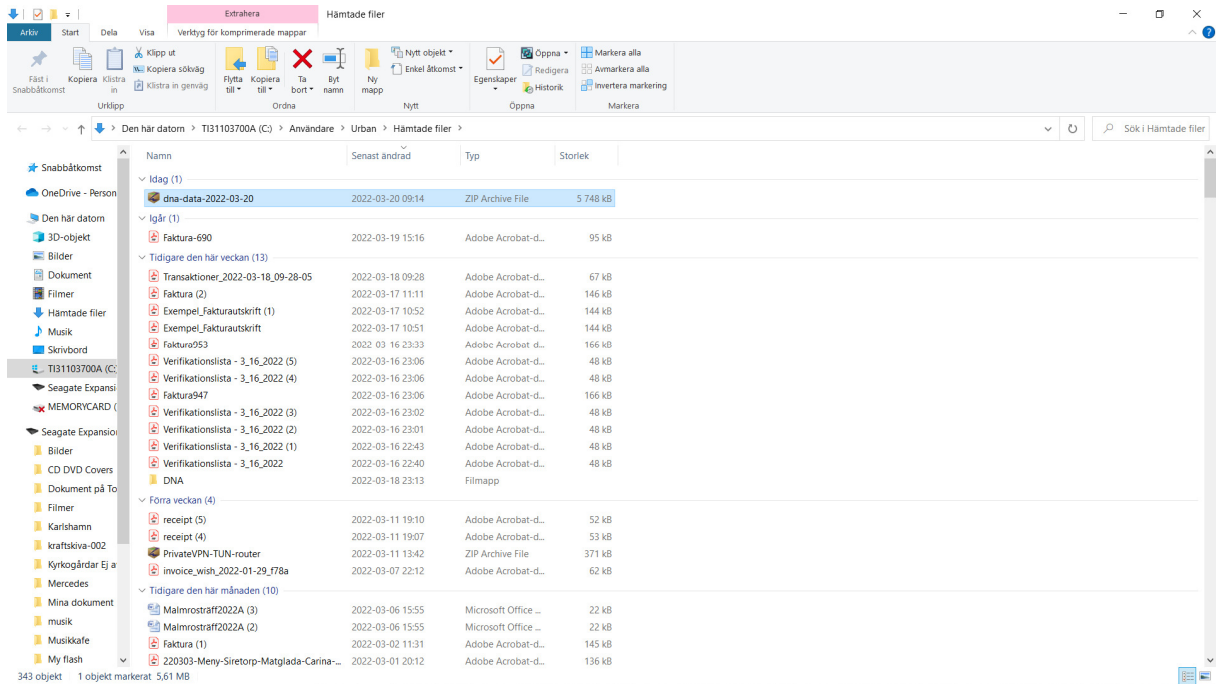 Extrahera
Hämtade filer
Arkiv
Start
Dela
Visa
Verktyg för komprimerade mappar
Fäst i Snabbåtkomst
Kopiera
Klistra in
Klipp ut
Kopiera sökväg
Klistra in genväg
Urklipp
Flytta till
Kopiera till
Ta bort
Byt namn
Ordna
Ny mapp
Nytt objekt
Enkel åtkomst
Nytt
Egenskaper
Öppna
Redigera
Historik
Öppna
Markera alla
Avmarkera alla
Invertera markering
Markera
Den här datorn > TI31103700A (C:) > Användare > Urban > Hämtade filer >
Sök i Hämtade filer
Snabbåtkomst
OneDrive - Person
Den här datorn
3D-objekt
Bilder
Dokument
Filmer
Hämtade filer
Musik
Skrivbord
TI31103700A (C:
Seagate Expansi
MEMORYCARD (
Seagate Expansion
Bilder
CD DVD Covers
Dokument på To
Filmer
Karlshamn
kraftskiva-002
Kyrkogårdar Ej a
Mercedes
Mina dokument
musik
Musikkafe
My flash
Namn Senast ändrad Typ Storlek
Idag (1)
dna-data-2022-03-20 2022-03-20 09:14 ZIP Archive File 5 748 kB
Igår (1)
Faktura-690 2022-03-19 15:16 Adobe Acrobat-d... 95 kB
Tidigare den här veckan (13)
Transaktioner_2022-03-18_09-28-05 2022-03-18 09:28 Adobe Acrobat-d... 67 kB
Faktura (2) 2022-03-17 11:11 Adobe Acrobat-d... 146 kB
Exempel_Fakturautskrift (1) 2022-03-17 10:52 Adobe Acrobat-d... 144 kB
Exempel_Fakturautskrift 2022-03-17 10:51 Adobe Acrobat-d... 144 kB
Faktura953 2022-03-16 23:33 Adobe Acrobat-d... 166 kB
Verifikationslista - 3_16_2022 (5) 2022-03-16 23:06 Adobe Acrobat-d... 48 kB
Verifikationslista - 3_16_2022 (4) 2022-03-16 23:06 Adobe Acrobat-d... 48 kB
Faktura947 2022-03-16 23:06 Adobe Acrobat-d... 166 kB
Verifikationslista - 3_16_2022 (3) 2022-03-16 23:02 Adobe Acrobat-d... 48 kB
Verifikationslista - 3_16_2022 (2) 2022-03-16 23:01 Adobe Acrobat-d... 48 kB
Verifikationslista - 3_16_2022 (1) 2022-03-16 22:43 Adobe Acrobat-d... 48 kB
Verifikationslista - 3_16_2022 2022-03-16 22:40 Adobe Acrobat-d... 48 kB
DNA 2022-03-18 23:13 Filmapp
Förra veckan (4)
receipt (5) 2022-03-11 19:10 Adobe Acrobat-d... 52 kB
receipt (4) 2022-03-11 19:07 Adobe Acrobat-d... 53 kB
PrivateVPN-TUN-router 2022-03-11 13:42 ZIP Archive File 371 kB
invoice_wish_2022-01-29_f78a 2022-03-07 22:12 Adobe Acrobat-d... 62 kB
Tidigare den här månaden (10)
Malmrosträff2022A (3) 2022-03-06 15:55 Microsoft Office ... 22 kB
Malmrosträff2022A (2) 2022-03-06 15:55 Microsoft Office ... 22 kB
Faktura (1) 2022-03-02 11:31 Adobe Acrobat-d... 145 kB
220303-Meny-Siretorp-Matglada-Carina-... 2022-03-01 20:12 Adobe Acrobat-d... 136 kB
343 objekt 1 objekt markerat 5,61 MB